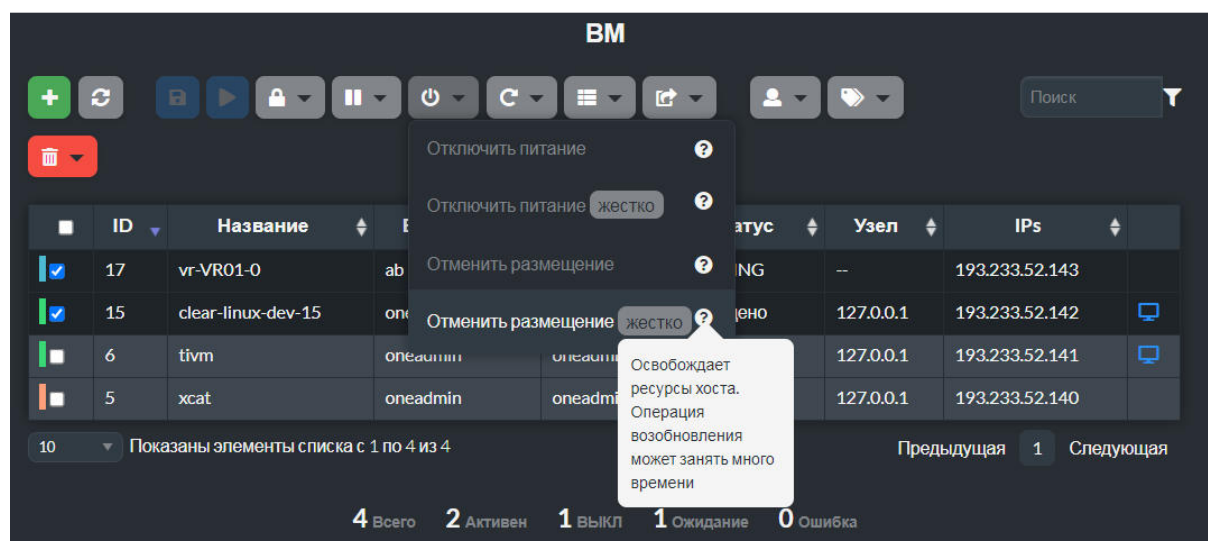 ВМ
Поиск
Отключить питание
Отключить питание жестко
Отменить размещение
Отменить размещение жестко
Освобождает
ресурсы хоста.
Операция
возобновления
может занять много
времени
ID Название атус Узел IPs
17 vr-VR01-0 ab ING -- 193.233.52.143
15 clear-linux-dev-15 one ено 127.0.0.1 193.233.52.142
6 tivm oneadmin oneadmi 127.0.0.1 193.233.52.141
5 xcat oneadmin oneadmi 127.0.0.1 193.233.52.140
10 Показаны элементы списка с 1 по 4 из 4 Предыдущая 1 Следующая
4 Всего 2 Активен 1 ВЫКЛ 1 Ожидание 0 Ошибка